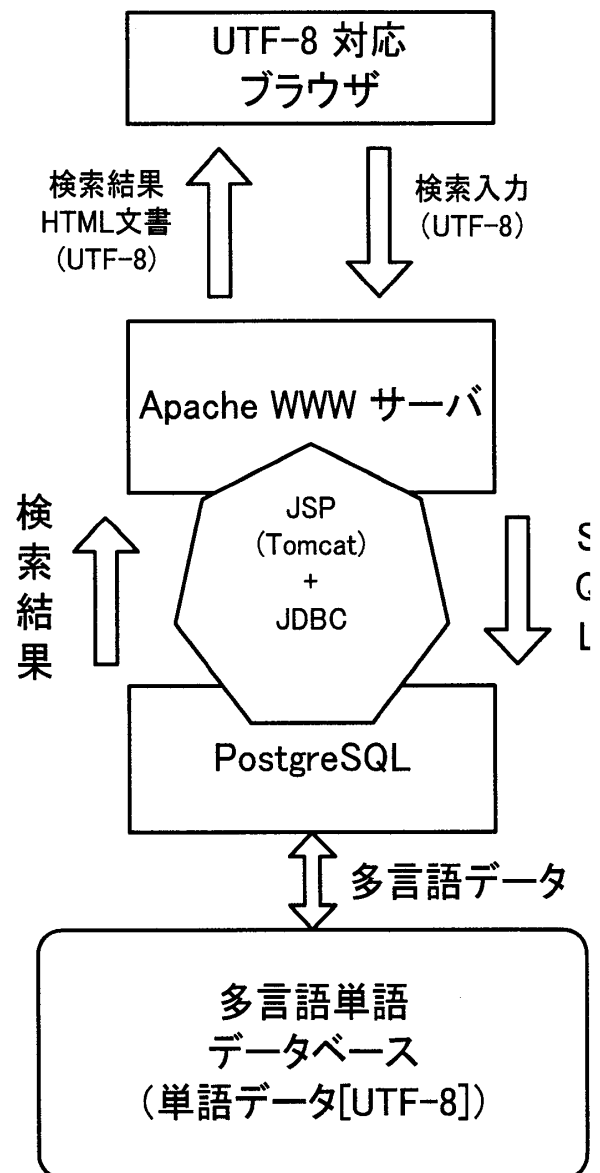 UTF-8 対応
ブラウザ
検索結果
HTML文書
(UTF-8)
検索入力
(UTF-8)
Apache WWW サーバ
JSP
(Tomcat)
+
JDBC
検
索
結
果
S
Q
L
PostgreSQL
多言語データ
多言語単語
データベース
(単語データ[UTF-8])